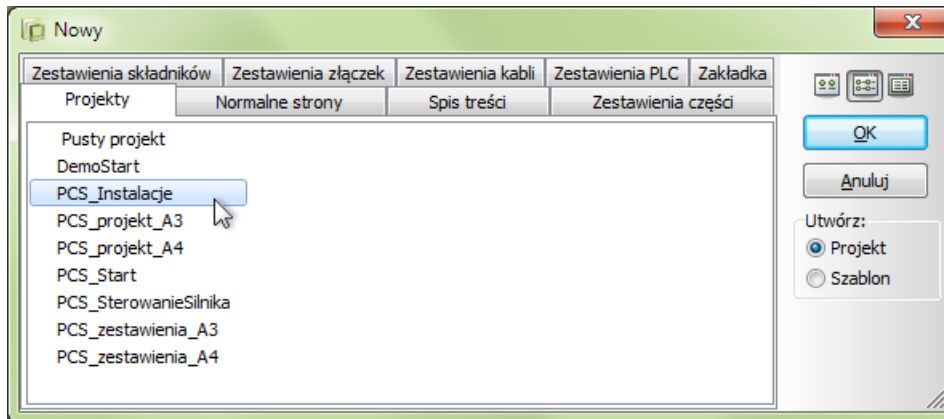 Nowy
Zestawienia składników Zestawienia złączek Zestawienia kabli Zestawienia PLC Zakładka
Projekty Normalne strony Spis treści Zestawienia części
Pusty projekt
DemoStart
PCS_Instalacje
PCS_projekt_A3
PCS_projekt_A4
PCS_Start
PCS_SterowanieSilnika
PCS_zestawienia_A3
PCS_zestawienia_A4
OK
Anuluj
Utwórz:
Projekt
Szablon